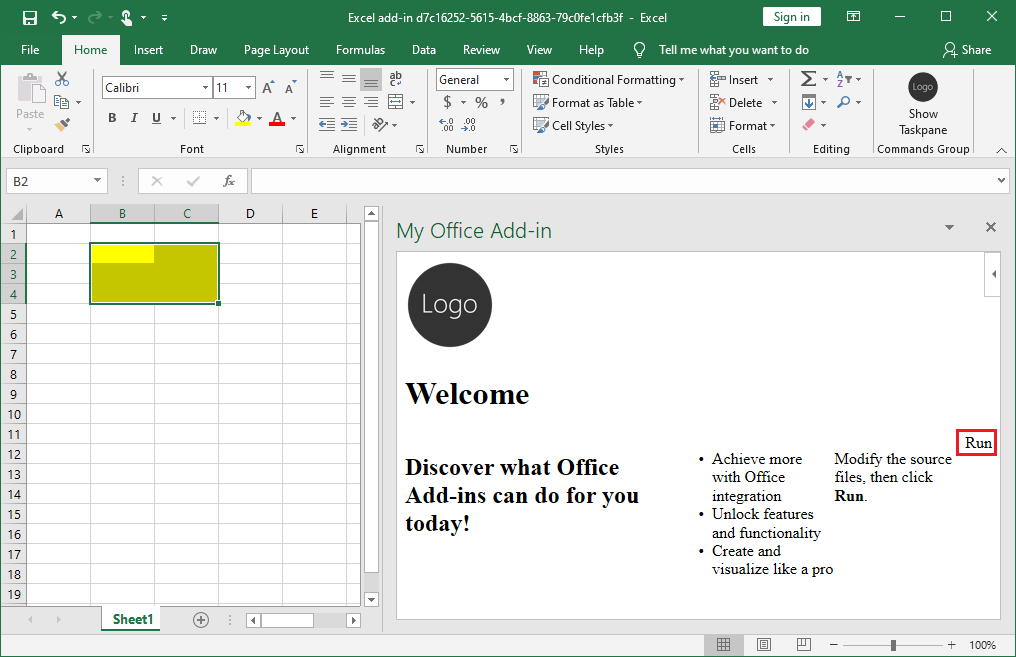 Excel add-in d7c16252-5615-4bcf-8863-79c0fe1cfb3f - Excel
Sign in
File Home Insert Draw Page Layout Formulas Data Review View Help Tell me what you want to do Share
Paste
Clipboard
Calibri 11
A A
B I U A
Font
ab
Alignment
General
$ % ,
.00 .00
Number
Conditional Formatting
Format as Table
Cell Styles
Styles
Insert
Delete
Format
Cells
Editing
Logo
Show
Taskpane
Commands Group
B2 fx
A B C D E
1
2
3
4
5
6
7
8
9
10
11
12
13
14
15
16
17
18
19
Sheet1
My Office Add-in
Logo
Welcome
Discover what Office
Add-ins can do for you
today!
• Achieve more
with Office
integration
• Unlock features
and functionality
• Create and
visualize like a pro
Modify the source
files, then click
Run.
Run
100%